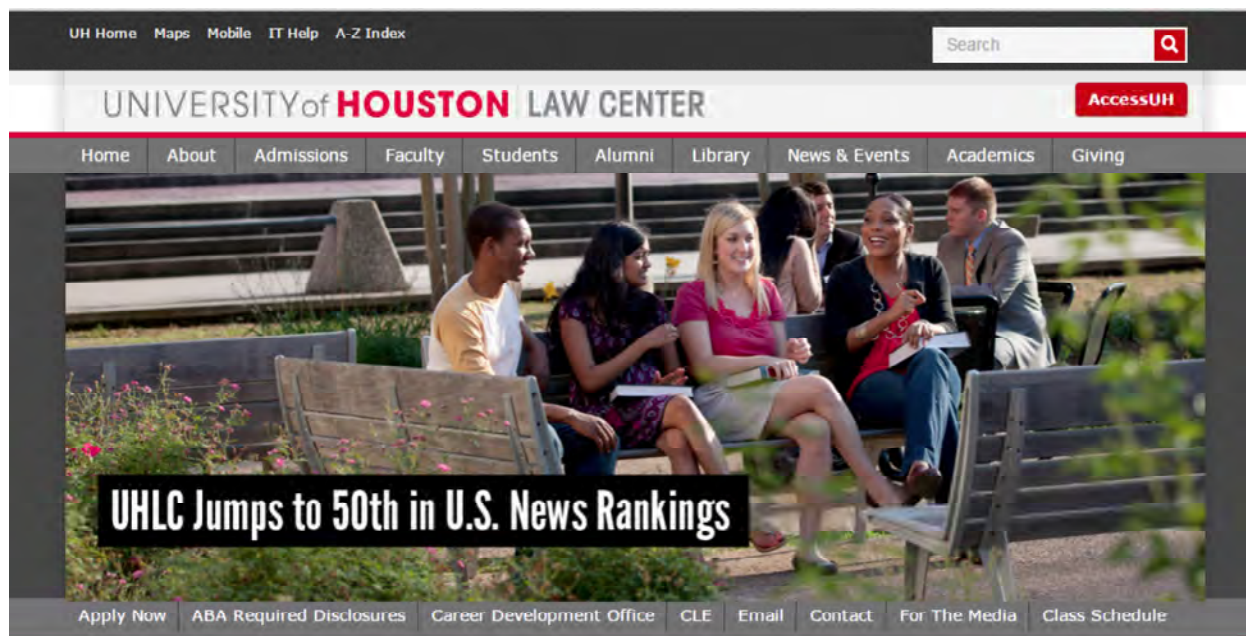 UH Home Maps Mobile IT Help A-Z Index
Search
UNIVERSITY of HOUSTON LAW CENTER
AccessUH
Home About Admissions Faculty Students Alumni Library News & Events Academics Giving
UHLC Jumps to 50th in U.S. News Rankings
Apply Now ABA Required Disclosures Career Development Office CLE Email Contact For The Media Class Schedule